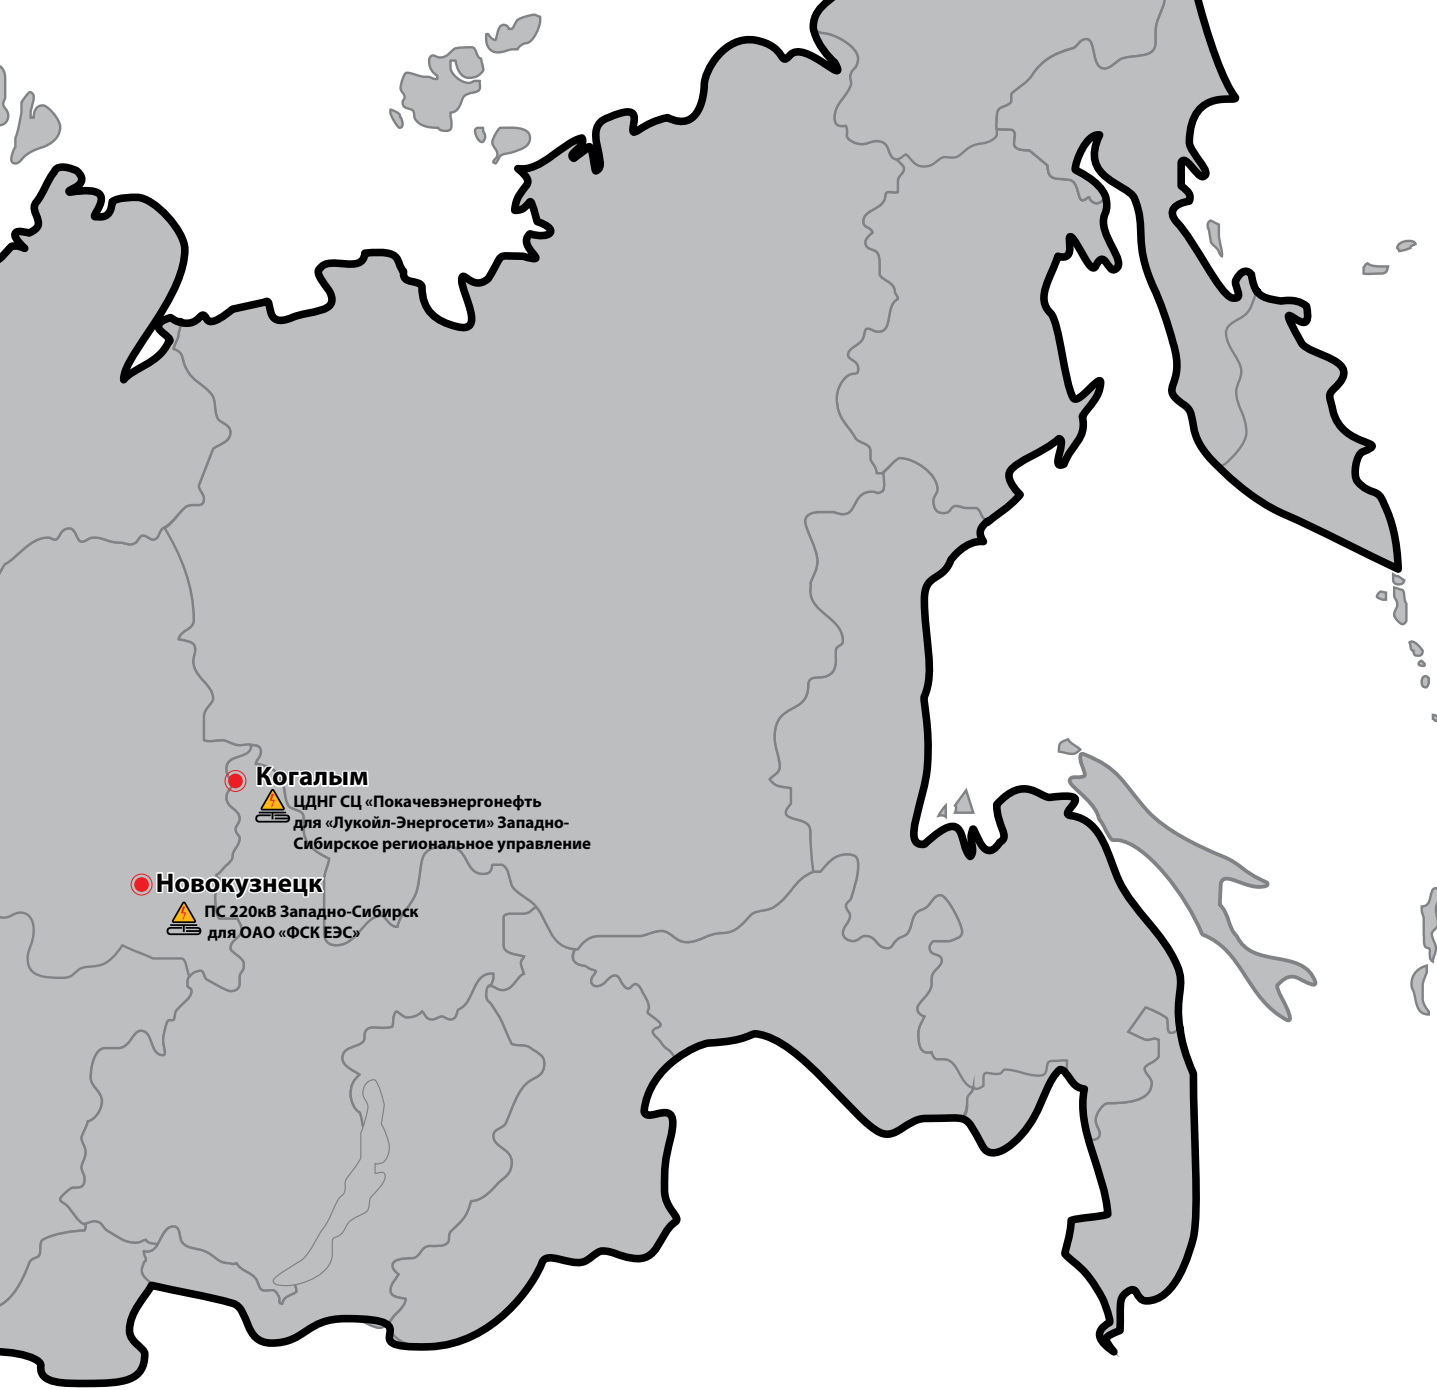 Когалым
ЦДНГ СЦ «Покачевэнергонефть
для «Лукойл-Энергосети» Западно-
Сибирское региональное управление
Новокузнецк
ПС 220кВ Западно-Сибирск
для ОАО «ФСК ЕЭС»